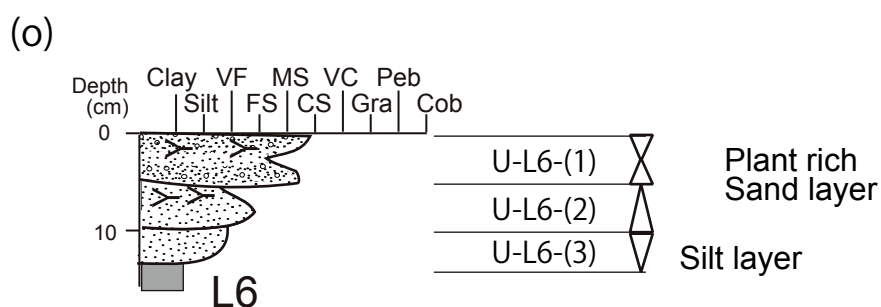 (o)
Depth (cm)
Clay VF MS VC Peb
Silt FS CS Gra Cob
0
10
U-L6-(1)
U-L6-(2)
U-L6-(3)
Plant rich
Sand layer
Silt layer
L6